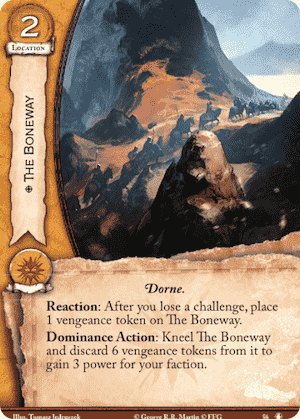 2
LOCATION
THE BONEWAY
Dorne.
Reaction: After you lose a challenge, place
1 vengeance token on The Boneway.
Dominance Action: Kneel The Boneway
and discard 6 vengeance tokens from it to
gain 3 power for your faction.
Illus. Tomasz Jedruszek © George R.R. Martin © FFG 56